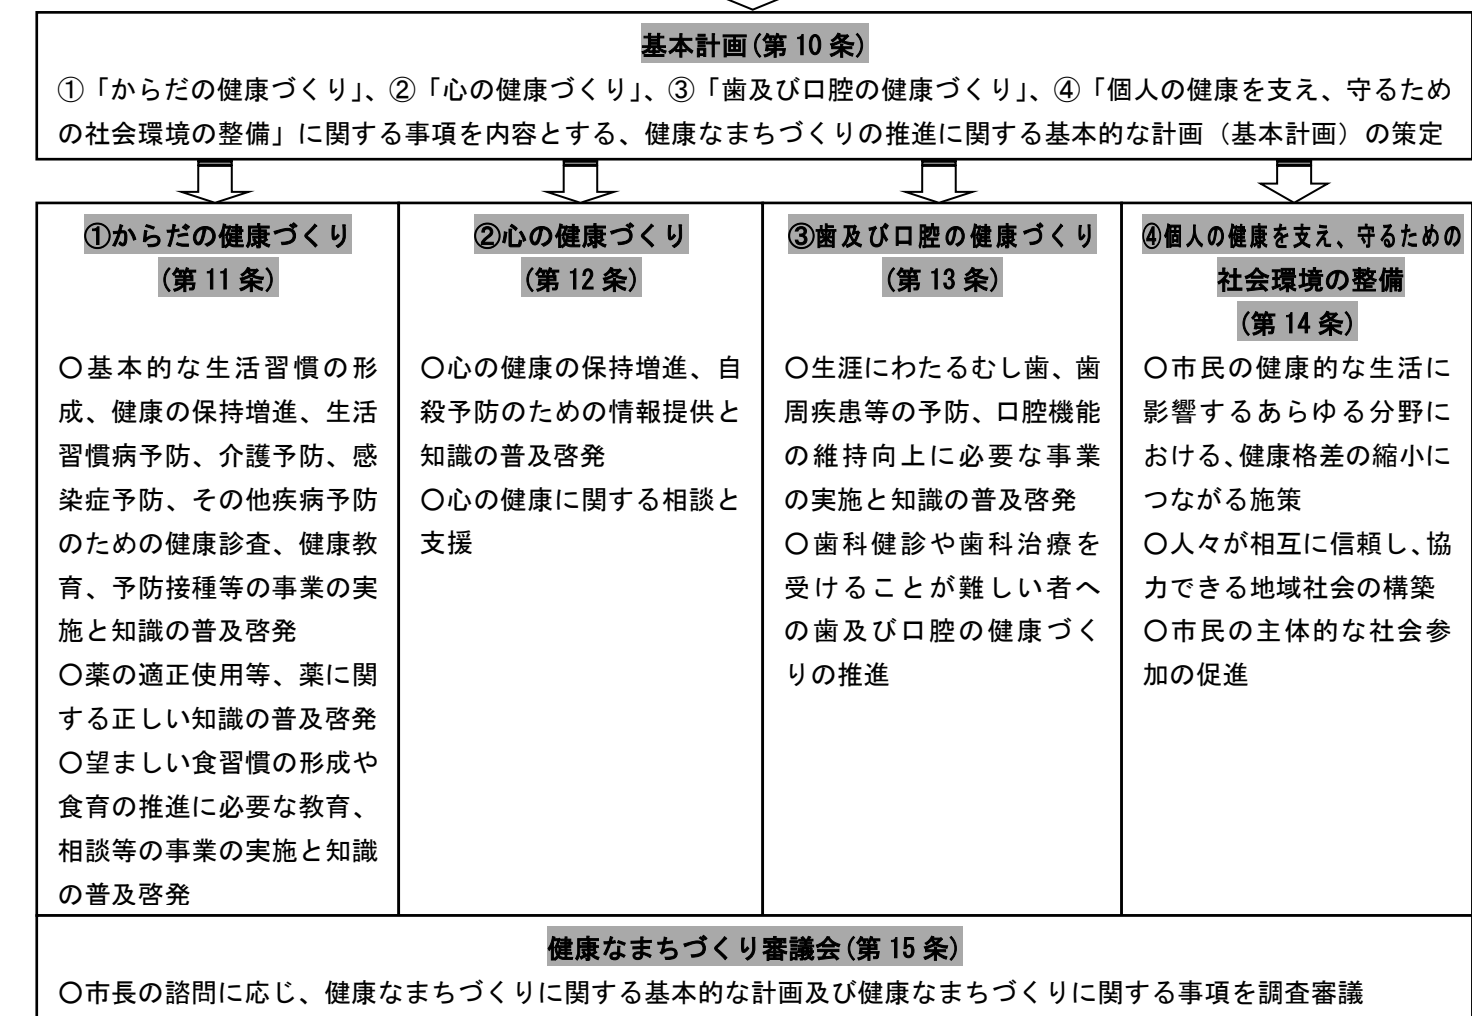 基本計画(第 10 条)
①「からだの健康づくり」、②「心の健康づくり」、③「歯及び口腔の健康づくり」、④「個人の健康を支え、守るため
の社会環境の整備」に関する事項を内容とする、健康なまちづくりの推進に関する基本的な計画（基本計画）の策定
①からだの健康づくり
(第 11 条)
〇基本的な生活習慣の形
成、健康の保持増進、生活
習慣病予防、介護予防、感
染症予防、その他疾病予防
のための健康診査、健康教
育、予防接種等の事業の実
施と知識の普及啓発
〇薬の適正使用等、薬に関
する正しい知識の普及啓発
〇望ましい食習慣の形成や
食育の推進に必要な教育、
相談等の事業の実施と知識
の普及啓発
②心の健康づくり
(第 12 条)
〇心の健康の保持増進、自
殺予防のための情報提供と
知識の普及啓発
〇心の健康に関する相談と
支援
③歯及び口腔の健康づくり
(第 13 条)
〇生涯にわたるむし歯、歯
周疾患等の予防、口腔機能
の維持向上に必要な事業
の実施と知識の普及啓発
〇歯科健診や歯科治療を
受けることが難しい者へ
の歯及び口腔の健康づく
りの推進
④個人の健康を支え、守るための
社会環境の整備
(第 14 条)
〇市民の健康的な生活に
影響するあらゆる分野に
おける、健康格差の縮小に
つながる施策
〇人々が相互に信頼し、協
力できる地域社会の構築
〇市民の主体的な社会参
加の促進
健康なまちづくり審議会(第 15 条)
〇市長の諮問に応じ、健康なまちづくりに関する基本的な計画及び健康なまちづくりに関する事項を調査審議